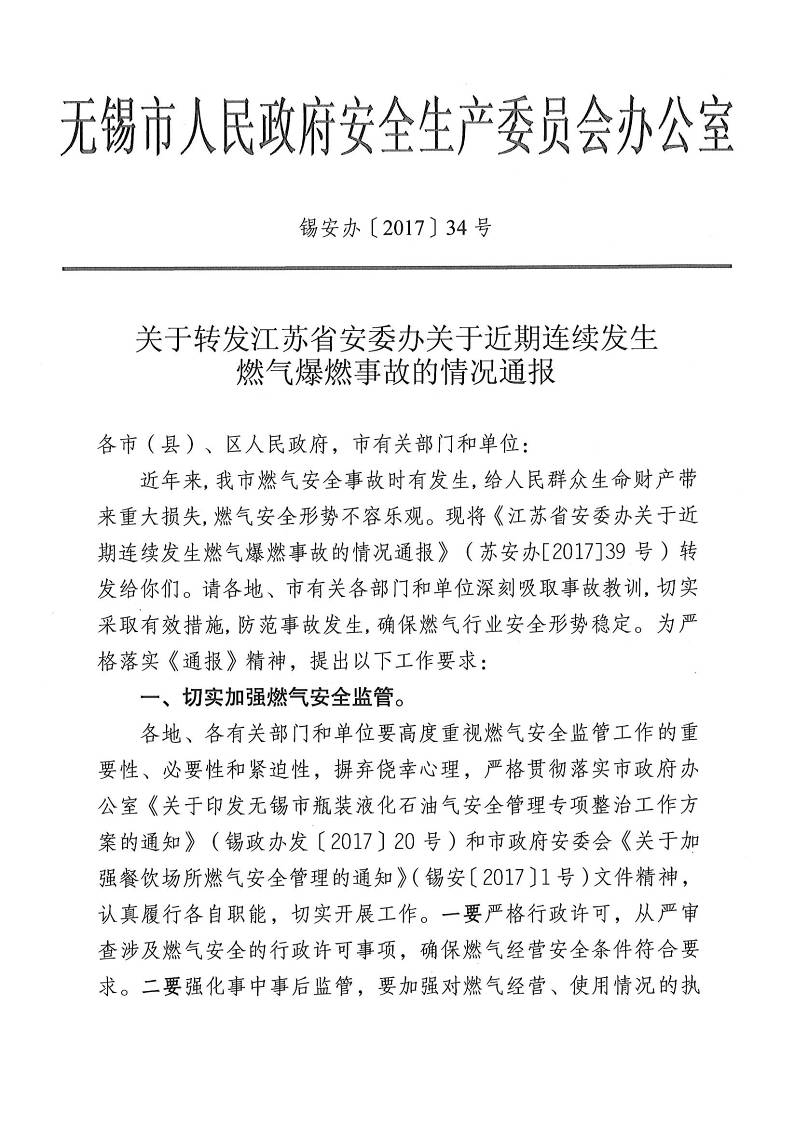 无锡市人民政府安全生产委员会办公室
锡安办〔2017〕34 号
关于转发江苏省安委办关于近期连续发生
燃气爆燃事故的情况通报
各市（县）、区人民政府，市有关部门和单位：
近年来,我市燃气安全事故时有发生,给人民群众生命财产带
来重大损失,燃气安全形势不容乐观。现将《江苏省安委办关于近
期连续发生燃气爆燃事故的情况通报》（苏安办[2017]39 号）转
发给你们。请各地、市有关各部门和单位深刻吸取事故教训,切实
采取有效措施,防范事故发生,确保燃气行业安全形势稳定。为严
格落实《通报》精神，提出以下工作要求：
一、切实加强燃气安全监管。
各地、各有关部门和单位要高度重视燃气安全监管工作的重
要性、必要性和紧迫性，摒弃侥幸心理，严格贯彻落实市政府办
公室《关于印发无锡市瓶装液化石油气安全管理专项整治工作方
案的通知》（锡政办发〔2017〕20 号）和市政府安委会《关于加
强餐饮场所燃气安全管理的通知》（锡安〔2017〕1 号）文件精神，
认真履行各自职能，切实开展工作。一要严格行政许可，从严审
查涉及燃气安全的行政许可事项，确保燃气经营安全条件符合要
求。二要强化事中事后监管，要加强对燃气经营、使用情况的执